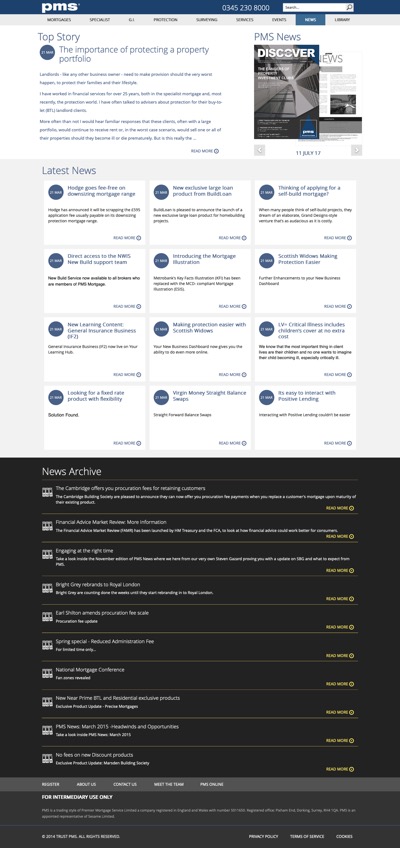 pms
0345 230 8000
Search...
MORTGAGES SPECIALIST G.I PROTECTION SURVEYING SERVICES EVENTS NEWS LIBRARY
Top Story
21 MAR
The importance of protecting a property
portfolio
Landlords - like any other business owner - need to make provision should the very worst
happen, to protect their families and their lifestyle.
I have worked in financial services for over 25 years, both in the specialist mortgage and, most
recently, the protection world. I have often talked to advisers about protection for their buy-to-
let (BTL) landlord clients.
More often than not I would have familiar responses that these clients, often with a large
portfolio, would continue to receive rent or, in the worst case scenario, would sell one or all of
their properties should they become ill or die prematurely. But is this really the ...
READ MORE
PMS News
DISCOVER
NEWS
pms
11 JULY 17
Latest News
21 MAR
Hodge goes fee-free on
downsizing mortgage range
Hodge has announced it will be scrapping the £595
application fee usually payable on its downsizing
protection mortgage range.
READ MORE
21 MAR
New exclusive large loan
product from BuildLoan
BuildLoan is pleased to announce the launch of a
new exclusive large loan product for homebuilding
projects.
READ MORE
21 MAR
Thinking of applying for a
self-build mortgage?
When many people think of self-build projects, they
dream of an elaborate, Grand Designs-style
venture that's as audacious as it is costly.
READ MORE
21 MAR
Direct access to the NWIS
New Build support team
New Build Service now available to all brokers who
are members of PMS Mortgage.
READ MORE
21 MAR
Introducing the Mortgage
Illustration
Metrobank's Key Facts Illustration (KFI) has been
replaced with the MCD- compliant Mortgage
Illustration (ESIS).
READ MORE
21 MAR
Scottish Widows Making
Protection Easier
Further Enhancements to your New Business
Dashboard
READ MORE
21 MAR
New Learning Content:
General Insurance Business
(IF2)
General Insurance Business (IF2) now live on Your
Learning Hub.
READ MORE
21 MAR
Making protection easier with
Scottish Widows
Your New Business Dashboard now gives you the
ability to do even more online.
READ MORE
21 MAR
LV= Critical Illness includes
children's cover at no extra
cost
We know that the most important thing in client
lives are their children and no one wants to imagine
their child becoming ill, especially critically ill.
READ MORE
21 MAR
Looking for a fixed rate
product with flexibility
Solution Found.
READ MORE
21 MAR
Virgin Money Straight Balance
Swaps
Straight Forward Balance Swaps
READ MORE
21 MAR
Its easy to interact with
Positive Lending
Interacting with Positive Lending couldn't be easier
READ MORE
News Archive
The Cambridge offers you procuration fees for retaining customers
The Cambridge Building Society are pleased to announce they can now offer you procuration fee payments when you replace a customer's mortgage upon maturity of
their existing product.
READ MORE
Financial Advice Market Review: More Information
The Financial Advice Market Review (FAMR) has been launched by HM Treasury and the FCA, to look at how financial advice could work better for consumers.
READ MORE
Engaging at the right time
Take a look inside the November edition of PMS News where we hear from our very own Steven Gazard proving you with a update on SBG and what to expect from
PMS.
READ MORE
Bright Grey rebrands to Royal London
Bright Grey are counting done the weeks until they start rebranding in to Royal London.
READ MORE
Earl Shilton amends procuration fee scale
Procuration fee update
READ MORE
Spring special - Reduced Administration Fee
For limited time only...
READ MORE
National Mortgage Conference
Fan zones revealed
READ MORE
New Near Prime BTL and Residential exclusive products
Exclusive Product Update - Precise Mortgages
READ MORE
PMS News: March 2015 -Headwinds and Opportunities
Take a look inside PMS News: March 2015
READ MORE
No fees on new Discount products
Exclusive Product Update: Marsden Building Society
READ MORE
REGISTER ABOUT US CONTACT US MEET THE TEAM PMS ONLINE
FOR INTERMEDIARY USE ONLY
PMS is a trading style of Premier Mortgage Service Limited a company registered in England and Wales with number
© 2014 TRUST PMS. ALL RIGHTS RESERVED.
PRIVACY POLICY TERMS OF SERVICE COOKIES